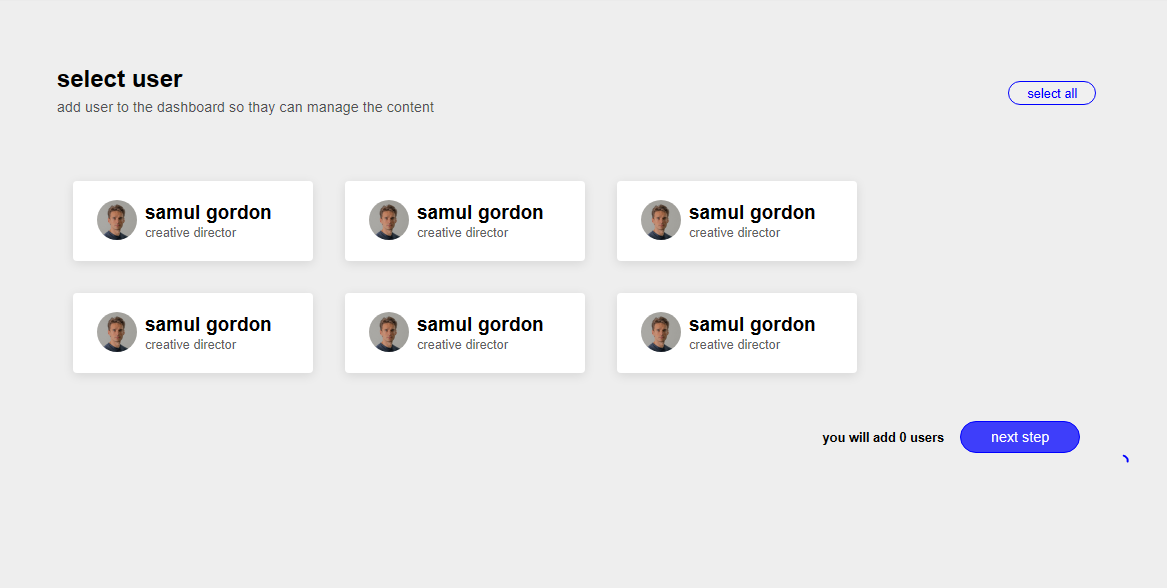 select user
add user to the dashboard so thay can manage the content
select all
samul gordon
creative director
samul gordon
creative director
samul gordon
creative director
samul gordon
creative director
samul gordon
creative director
samul gordon
creative director
you will add 0 users
next step